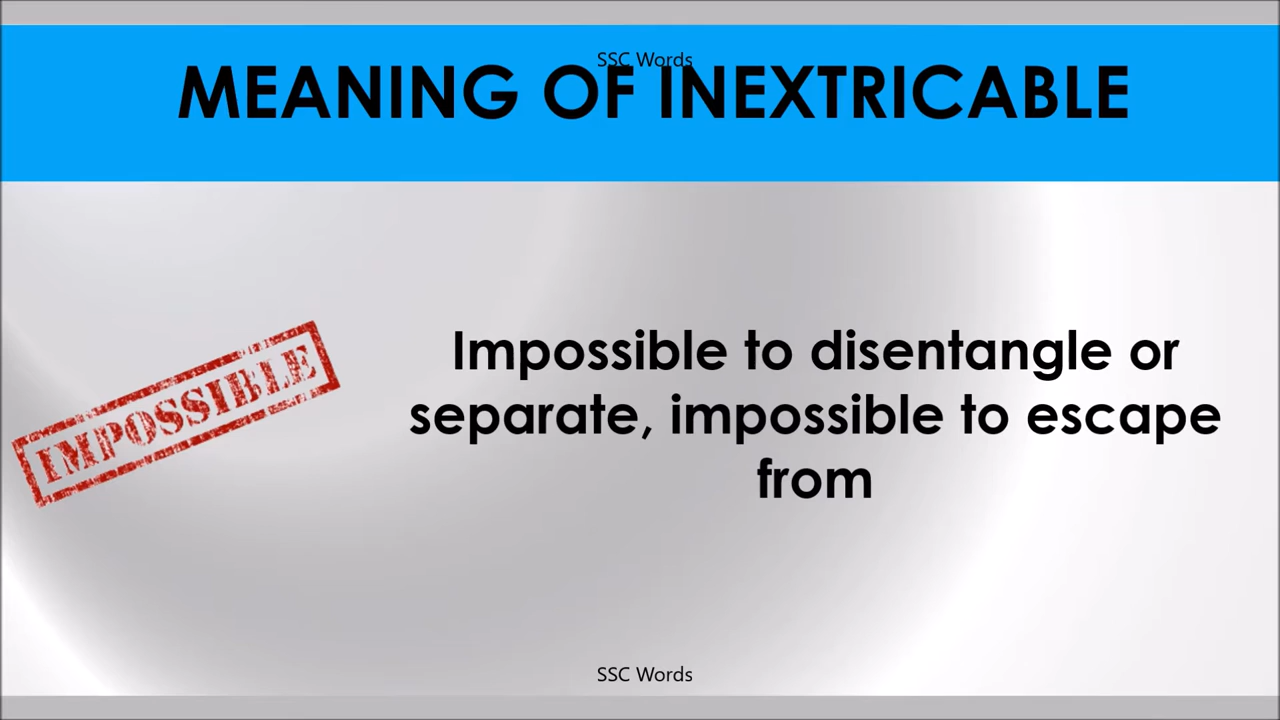 SSC Words
MEANING OF INEXTRICABLE
IMPOSSIBLE
Impossible to disentangle or
separate, impossible to escape
from
SSC Words